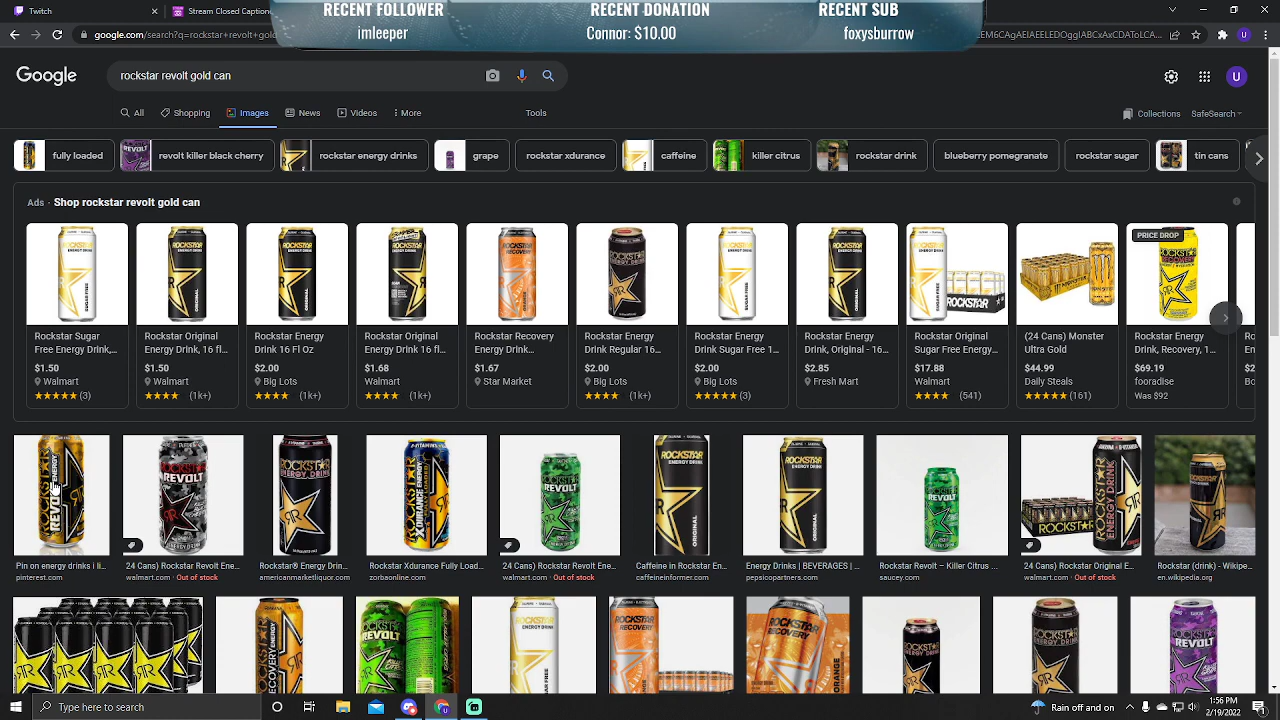 Twitch
Stream Closed Caption
RECENT FOLLOWER
RECENT DONATION
RECENT SUB
imleeper
Connor: $10.00
foxysburrow
Google
rockstar revolt gold can
All
Shopping
Images
News
Videos
More
Tools
Collections
SafeSearch
fully loaded
revolt killer black cherry
rockstar energy drinks
grape
rockstar xdurance
caffeine
killer citrus
rockstar drink
blueberry pomegranate
rockstar sugar
tin cans
Ads · Shop rockstar revolt gold can
Rockstar Sugar
Free Energy Drink,...
$1.50
Walmart
(3)
Rockstar Original
Energy Drink, 16 fl...
$1.50
Walmart
(1k+)
Rockstar Energy
Drink 16 Fl Oz
$2.00
Big Lots
(1k+)
Rockstar Original
Energy Drink 16 fl...
$1.68
Walmart
(1k+)
Rockstar Recovery
Energy Drink...
$1.67
Star Market
Rockstar Energy
Drink Regular 16...
$2.00
Big Lots
(1k+)
Rockstar Energy
Drink Sugar Free 1...
$2.00
Big Lots
(3)
Rockstar Energy
Drink, Original - 16...
$2.85
Fresh Mart
Rockstar Original
Sugar Free Energy...
$17.88
Walmart
(541)
(24 Cans) Monster
Ultra Gold
$44.99
Daily Steals
(161)
PRICE DROP
Rockstar Energy
Drink, Recovery, 1...
$69.19
fooradise
Was $92
Pin on energy drinks | li...
pinterest.com
24 Cans) Rockstar Revolt Ene...
walmart.com · Out of stock
Rockstar® Energy Drin...
americanmarketliquor.com
Rockstar Xdurance Fully Load...
zorbaonline.com
24 Cans) Rockstar Revolt Ene...
walmart.com · Out of stock
Caffeine in Rockstar En...
caffeineinformer.com
Energy Drinks | BEVERAGES | ...
pepsicopartners.com
Rockstar Revolt – Killer Citrus ...
saucey.com
24 Cans) Rockstar Original E...
walmart.com · Out of stock
Rockstar (drink) - Wikipe...
en.wikipedia.org
Type here to search
Rain off and on
1:56 PM
2/19/2022